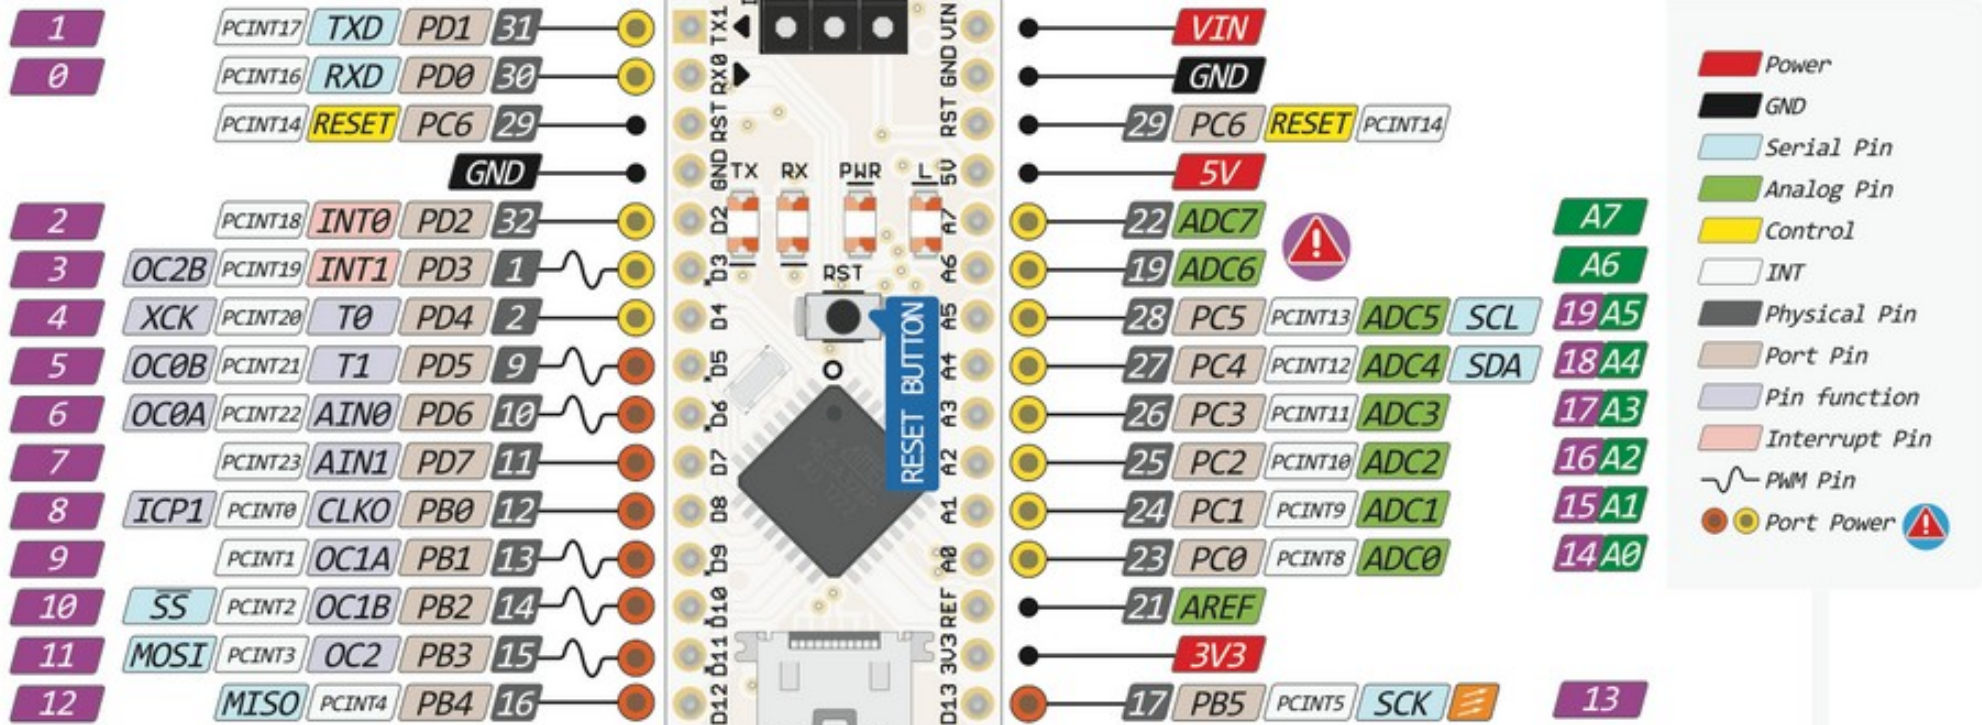 1 PCINT17 TXD PD1 31 TX1 VIN VIN
0 PCINT16 RXD PD0 30 RX0 GND GND
PCINT14 RESET PC6 29 RST RST 29 PC6 RESET PCINT14
GND GND 5V 5V
TX RX PWR L
2 PCINT18 INT0 PD2 32 D2 A7 22 ADC7 A7
3 OC2B PCINT19 INT1 PD3 1 D3 A6 19 ADC6 A6
RST
4 XCK PCINT20 T0 PD4 2 D4 A5 28 PC5 PCINT13 ADC5 SCL 19 A5
5 OC0B PCINT21 T1 PD5 9 D5 A4 27 PC4 PCINT12 ADC4 SDA 18 A4
RESET BUTTON
6 OC0A PCINT22 AIN0 PD6 10 D6 A3 26 PC3 PCINT11 ADC3 17 A3
7 PCINT23 AIN1 PD7 11 D7 A2 25 PC2 PCINT10 ADC2 16 A2
8 ICP1 PCINT0 CLKO PB0 12 D8 A1 24 PC1 PCINT9 ADC1 15 A1
9 PCINT1 OC1A PB1 13 D9 A0 23 PC0 PCINT8 ADC0 14 A0
10 SS PCINT2 OC1B PB2 14 D10 REF 21 AREF
11 MOSI PCINT3 OC2 PB3 15 D11 3V3 3V3
12 MISO PCINT4 PB4 16 D12 D13 17 PB5 PCINT5 SCK 13
Power
GND
Serial Pin
Analog Pin
Control
INT
Physical Pin
Port Pin
Pin function
Interrupt Pin
PWM Pin
Port Power